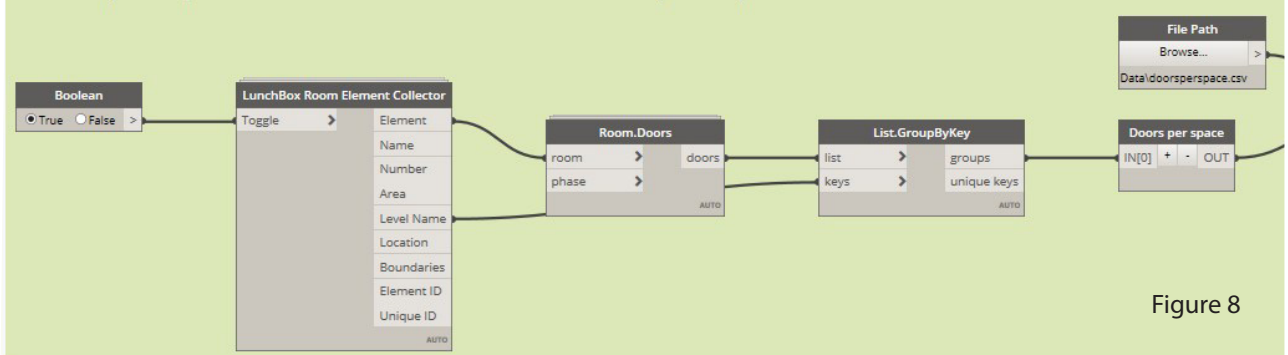 File Path
Browse...
>
Data\doorsperspace.csv
Boolean
True False >
LunchBox Room Element Collector
Toggle > Element
Name
Number
Area
Level Name
Location
Boundaries
Element ID
Unique ID
AUTO
Room.Doors
room > doors
phase >
AUTO
List.GroupByKey
list > groups
keys > unique keys
AUTO
Doors per space
IN[0] + - OUT
Figure 8